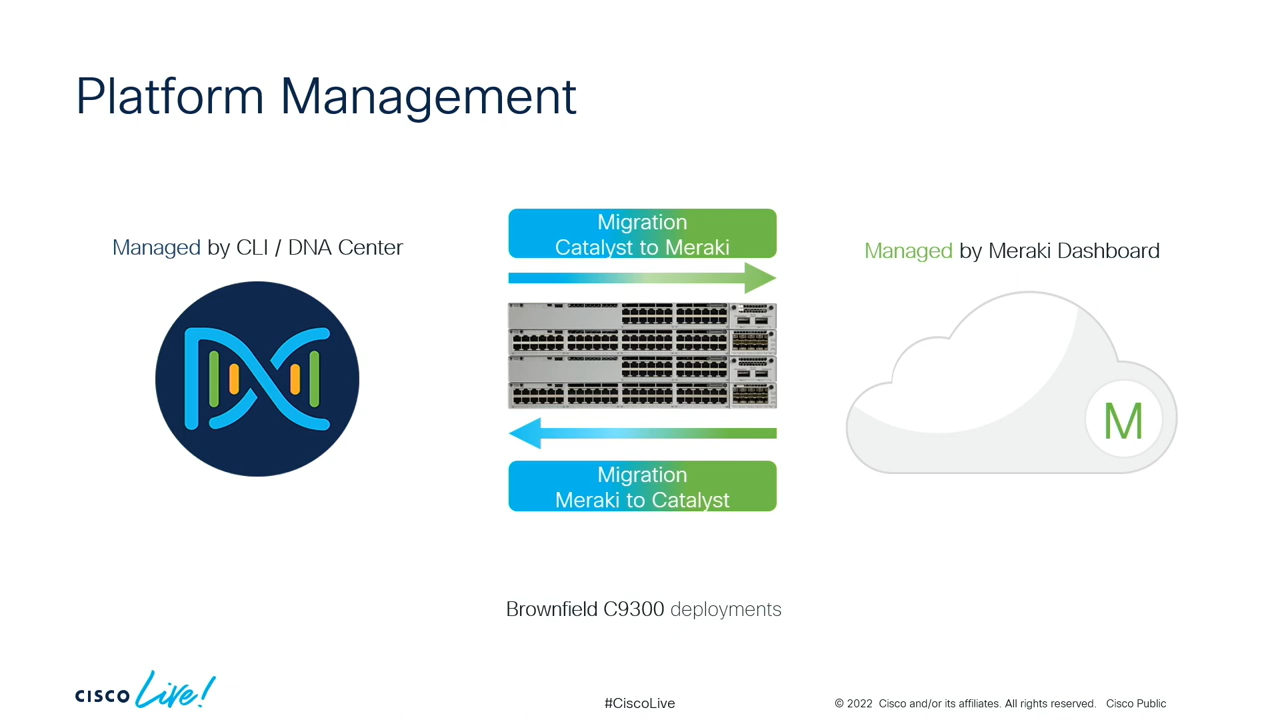 Platform Management
Managed by CLI / DNA Center
Migration
Catalyst to Meraki
Managed by Meraki Dashboard
M
Migration
Meraki to Catalyst
Brownfield C9300 deployments
CISCO Live!
#CiscoLive
© 2022 Cisco and/or its affiliates. All rights reserved. Cisco Public